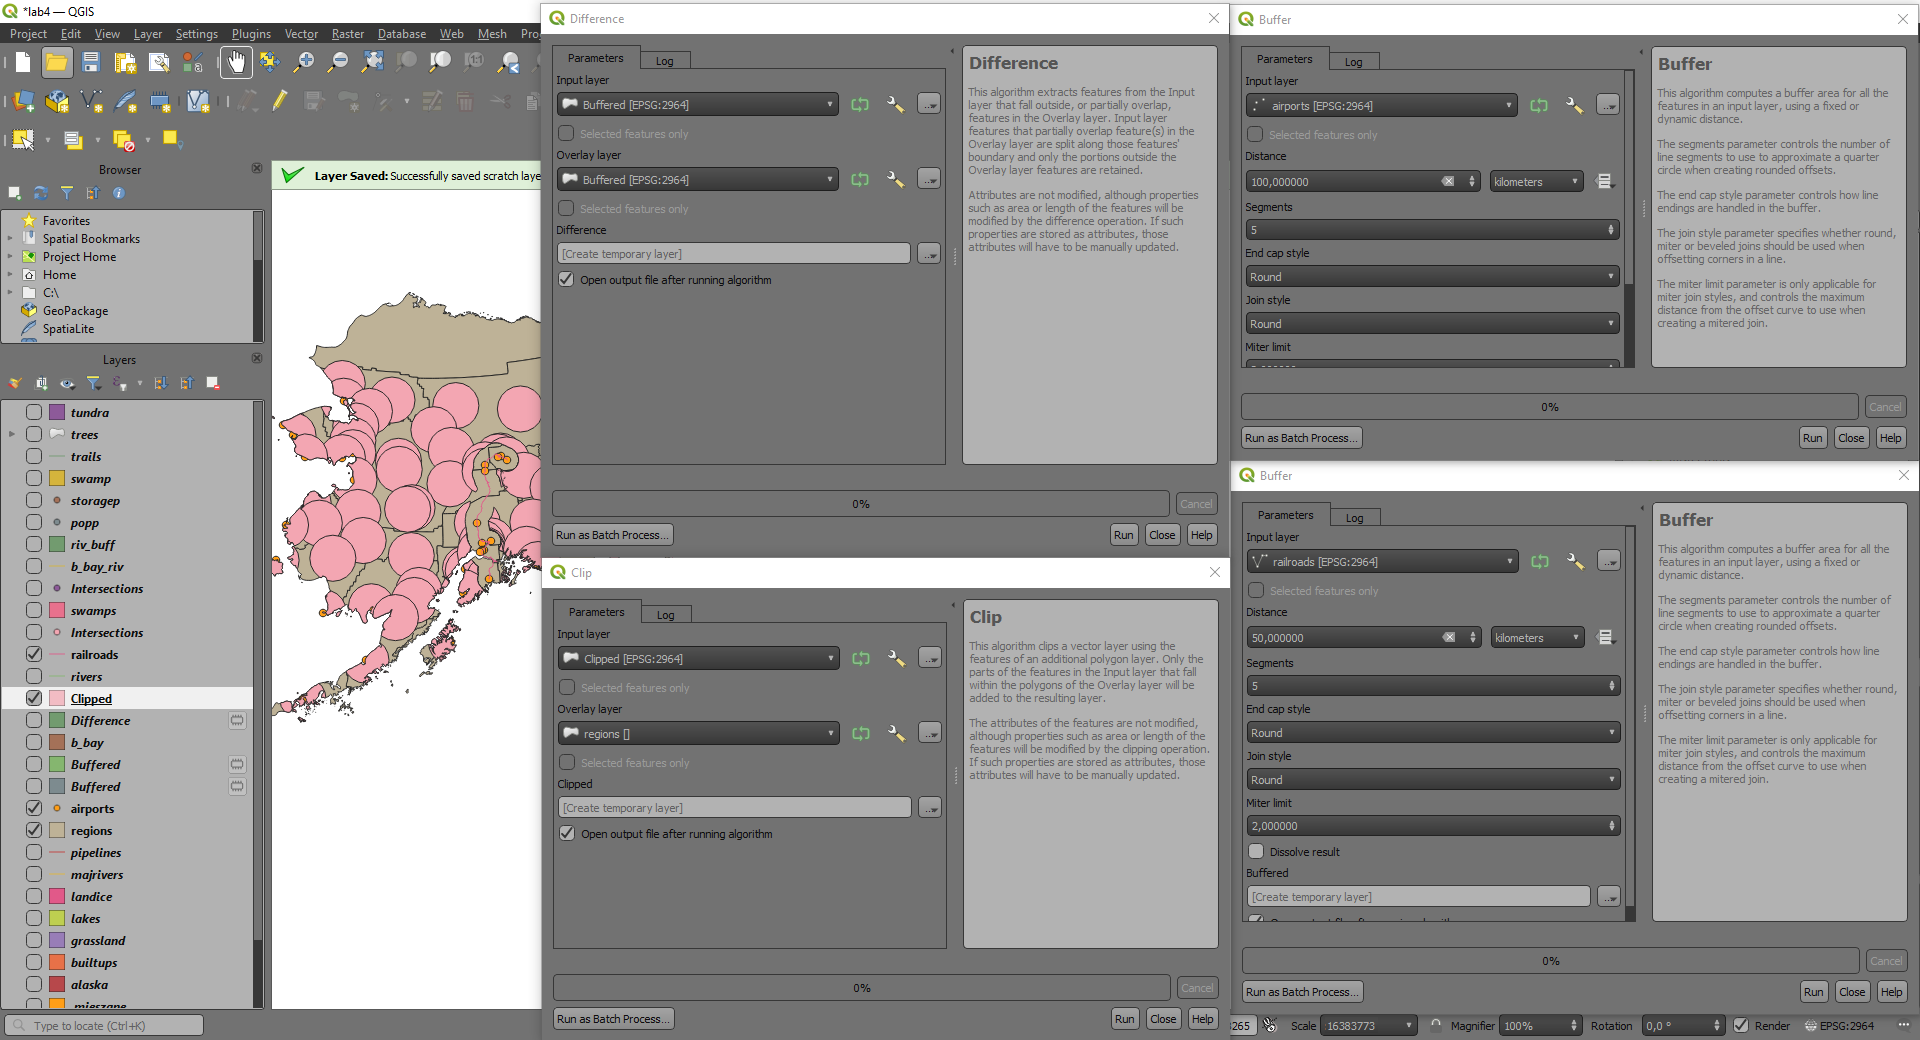 *lab4 — QGIS
Project Edit View Layer Settings Plugins Vector Raster Database Web Mesh
Browser
Favorites
Spatial Bookmarks
Project Home
Home
C:\
GeoPackage
SpatiaLite
Layers
tundra
trees
trails
swamp
storagep
popp
riv_buff
b_bay_riv
Intersections
swamps
Intersections
railroads
rivers
Clipped
Difference
b_bay
Buffered
Buffered
airports
regions
pipelines
majrivers
landice
lakes
grassland
builtups
alaska
Type to locate (Ctrl+K)
Layer Saved: Successfully saved scratch laye
Difference
Parameters Log
Input layer
Buffered [EPSG:2964]
...
Selected features only
Overlay layer
Buffered [EPSG:2964]
...
Selected features only
Difference
[Create temporary layer]
...
Open output file after running algorithm
Difference
This algorithm extracts features from the Input
layer that fall outside, or partially overlap,
features in the Overlay layer. Input layer
features that partially overlap feature(s) in the
Overlay layer are split along those features'
boundary and only the portions outside the
Overlay layer features are retained.
Attributes are not modified, although properties
such as area or length of the features will be
modified by the difference operation. If such
properties are stored as attributes, those
attributes will have to be manually updated.
0%
Cancel
Run as Batch Process...
Run Close Help
Clip
Parameters Log
Input layer
Clipped [EPSG:2964]
...
Selected features only
Overlay layer
regions []
...
Selected features only
Clipped
[Create temporary layer]
...
Open output file after running algorithm
Clip
This algorithm clips a vector layer using the
features of an additional polygon layer. Only the
parts of the features in the Input layer that fall
within the polygons of the Overlay layer will be
added to the resulting layer.
The attributes of the features are not modified,
although properties such as area or length of the
features will be modified by the clipping operation.
If such properties are stored as attributes, those
attributes will have to be manually updated.
0%
Cancel
Run as Batch Process...
Run Close Help
Buffer
Parameters Log
Input layer
airports [EPSG:2964]
...
Selected features only
Distance
100,000000 kilometers
Segments
5
End cap style
Round
Join style
Round
Miter limit
Buffer
This algorithm computes a buffer area for all the
features in an input layer, using a fixed or
dynamic distance.
The segments parameter controls the number of
line segments to use to approximate a quarter
circle when creating rounded offsets.
The end cap style parameter controls how line
endings are handled in the buffer.
The join style parameter specifies whether round,
miter or beveled joins should be used when
offsetting corners in a line.
The miter limit parameter is only applicable for
miter join styles, and controls the maximum
distance from the offset curve to use when
creating a mitered join.
0%
Cancel
Run as Batch Process...
Run Close Help
Buffer
Parameters Log
Input layer
railroads [EPSG:2964]
...
Selected features only
Distance
50,000000 kilometers
Segments
5
End cap style
Round
Join style
Round
Miter limit
2,000000
Dissolve result
Buffered
[Create temporary layer]
...
Buffer
This algorithm computes a buffer area for all the
features in an input layer, using a fixed or
dynamic distance.
The segments parameter controls the number of
line segments to use to approximate a quarter
circle when creating rounded offsets.
The end cap style parameter controls how line
endings are handled in the buffer.
The join style parameter specifies whether round,
miter or beveled joins should be used when
offsetting corners in a line.
The miter limit parameter is only applicable for
miter join styles, and controls the maximum
distance from the offset curve to use when
creating a mitered join.
0%
Cancel
Run as Batch Process...
Run Close Help
265 Scale 16383773 Magnifier 100% Rotation 0,0 ° Render EPSG:2964